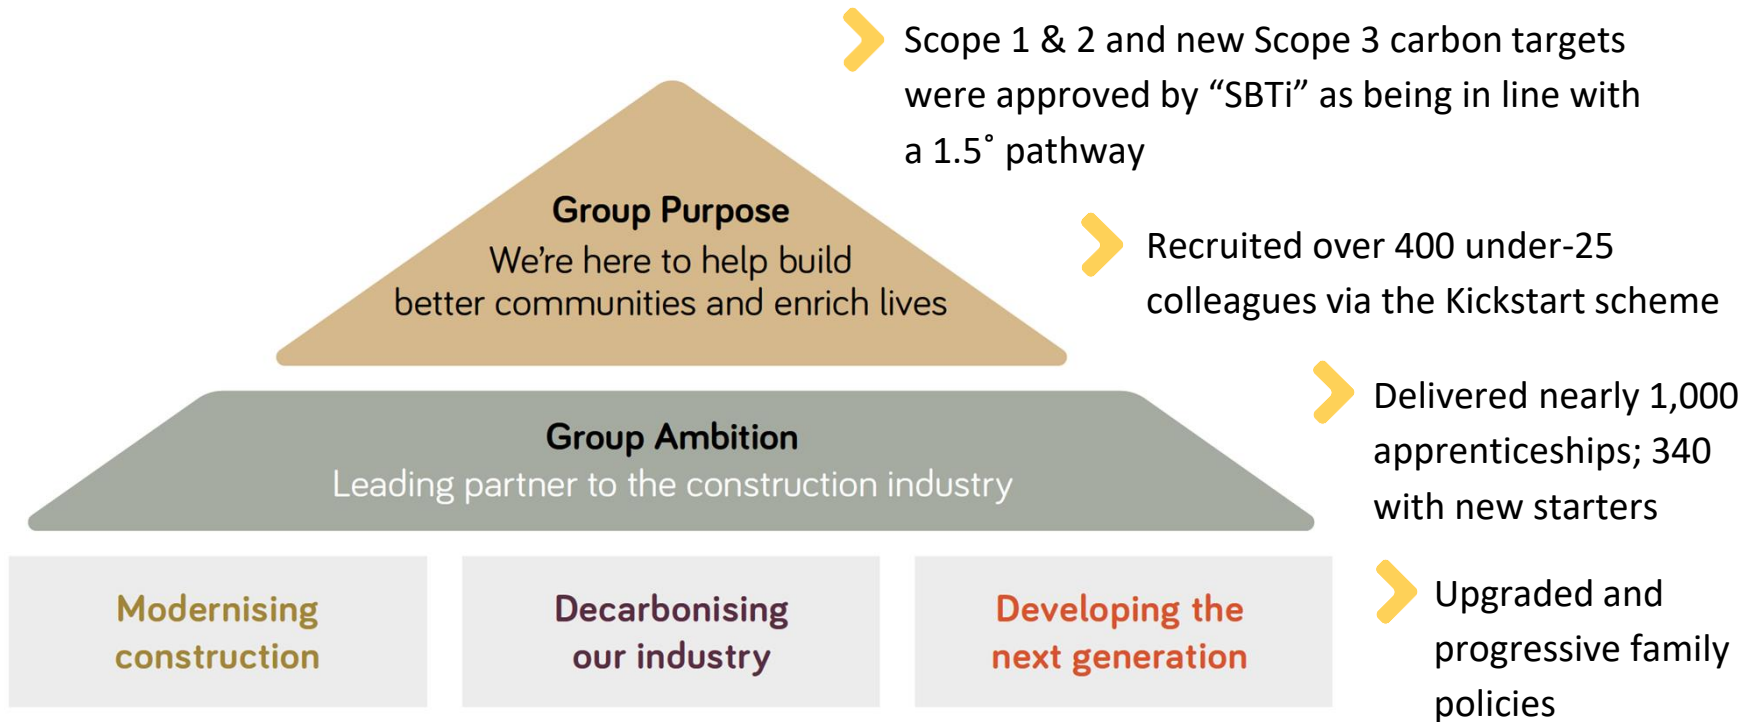 Scope 1 & 2 and new Scope 3 carbon targets
were approved by “SBTi” as being in line with
a 1.5˚ pathway
Group Purpose
We’re here to help build
better communities and enrich lives
Recruited over 400 under-25
colleagues via the Kickstart scheme
Group Ambition
Leading partner to the construction industry
Delivered nearly 1,000
apprenticeships; 340
with new starters
Modernising
construction
Decarbonising
our industry
Developing the
next generation
Upgraded and
progressive family
policies